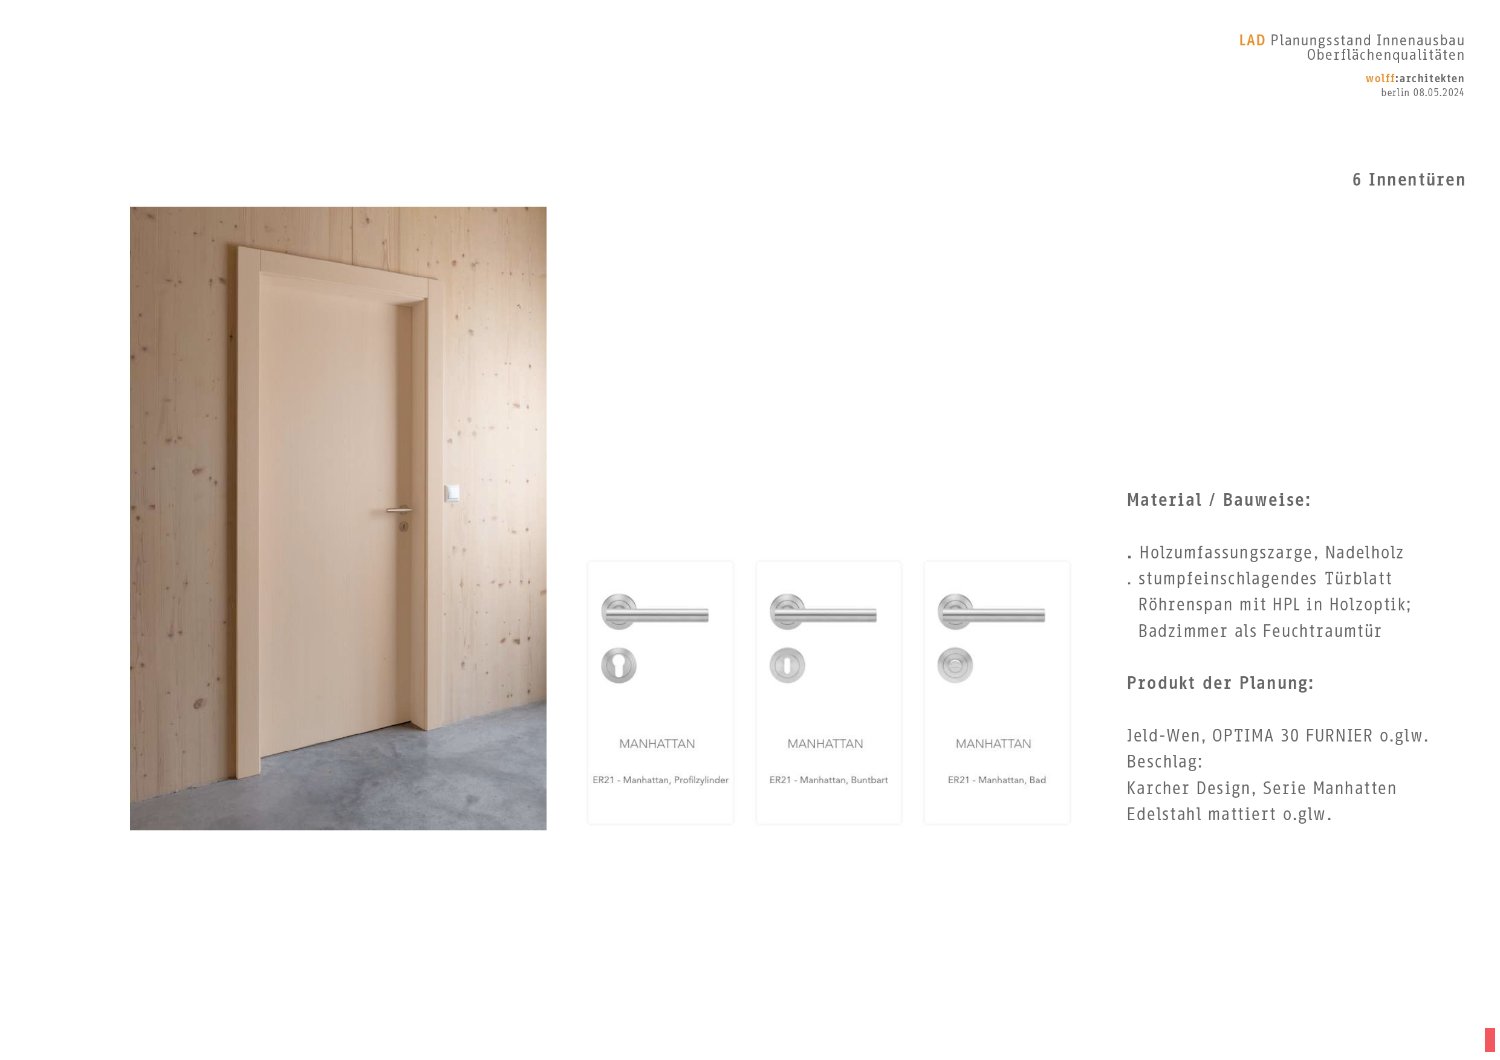 LAD Planungsstand Innenausbau
Oberflächenqualitäten
wolff:architekten
berlin 08.05.2024
6 Innentüren
Material / Bauweise:
. Holzumfassungszarge, Nadelholz
. stumpfeinschlagendes Türblatt
Röhrenspan mit HPL in Holzoptik;
Badzimmer als Feuchtraumtür
Produkt der Planung:
Jeld-Wen, OPTIMA 30 FURNIER o.glw.
Beschlag:
Karcher Design, Serie Manhatten
Edelstahl mattiert o.glw.
MANHATTAN
ER21 - Manhattan, Profilzylinder
MANHATTAN
ER21 - Manhattan, Buntbart
MANHATTAN
ER21 - Manhattan, Bad